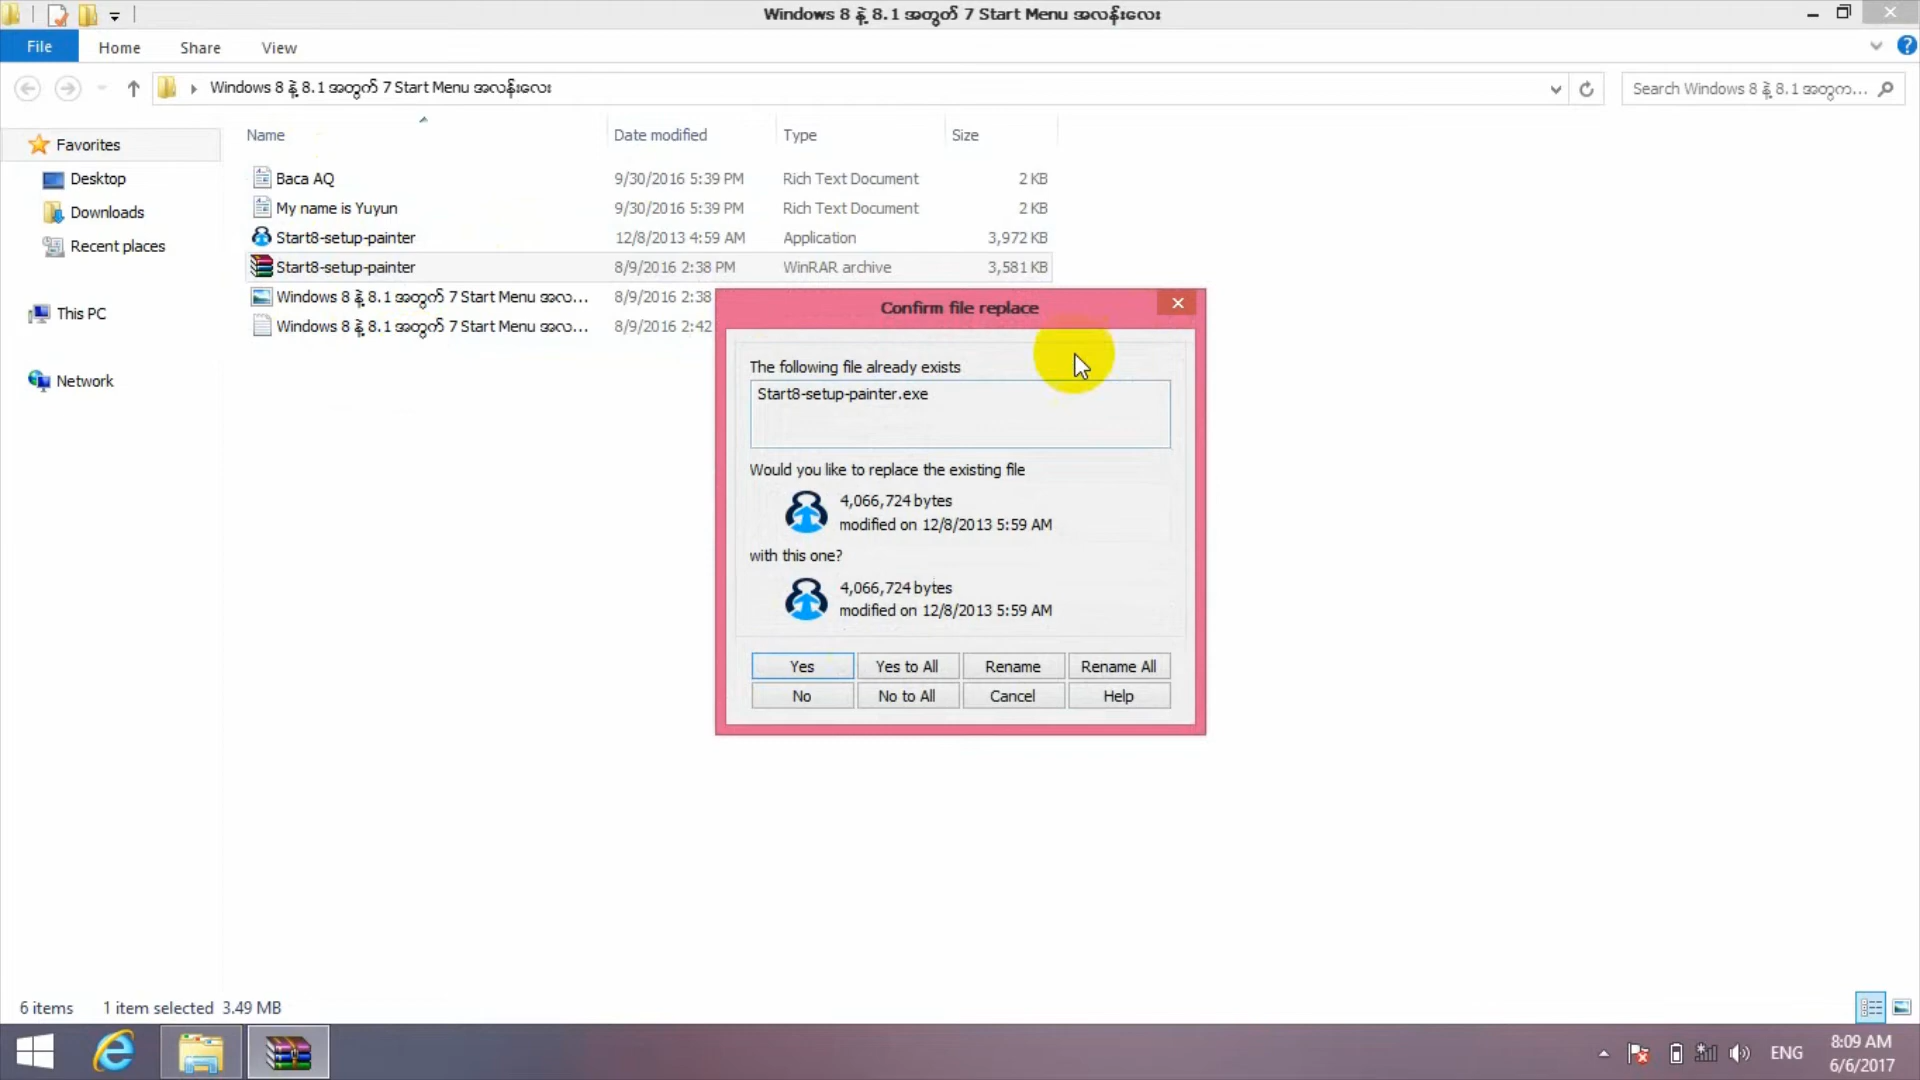 Windows 8 နဲ့ 8.1 အတွက် 7 Start Menu အလန်းလေး
File Home Share View
Windows 8 နဲ့ 8.1 အတွက် 7 Start Menu အလန်းလေး
Search Windows 8 နဲ့ 8.1 အတွက...
Name Date modified Type Size
Favorites
Desktop
Downloads
Recent places
This PC
Network
Baca AQ 9/30/2016 5:39 PM Rich Text Document 2 KB
My name is Yuyun 9/30/2016 5:39 PM Rich Text Document 2 KB
Start8-setup-painter 12/8/2013 4:59 AM Application 3,972 KB
Start8-setup-painter 8/9/2016 2:38 PM WinRAR archive 3,581 KB
Windows 8 နဲ့ 8.1 အတွက် 7 Start Menu အလ... 8/9/2016 2:38
Windows 8 နဲ့ 8.1 အတွက် 7 Start Menu အလ... 8/9/2016 2:42
Confirm file replace
The following file already exists
Start8-setup-painter.exe
Would you like to replace the existing file
4,066,724 bytes
modified on 12/8/2013 5:59 AM
with this one?
4,066,724 bytes
modified on 12/8/2013 5:59 AM
Yes Yes to All Rename Rename All
No No to All Cancel Help
6 items 1 item selected 3.49 MB
ENG
8:09 AM
6/6/2017